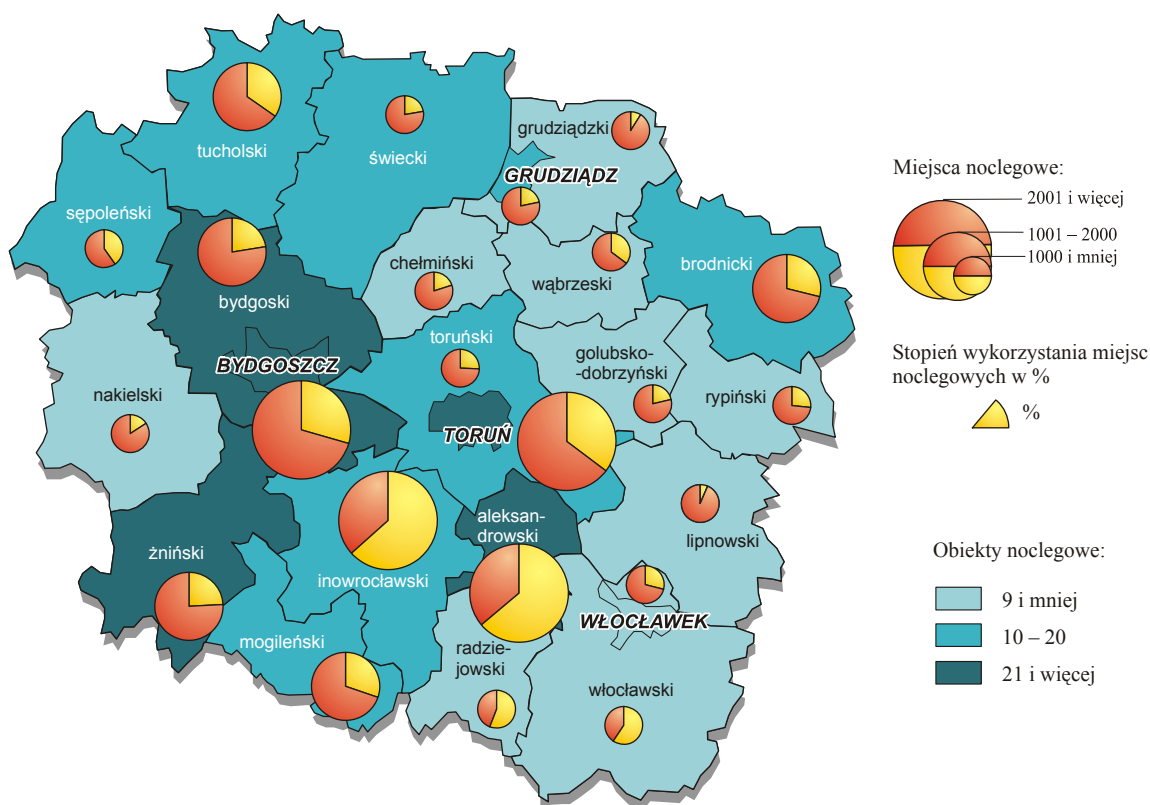 grudziądzki
tucholski
świecki
GRUDZIĄDZ
sępoleński
bydgoski
chełmiński
wąbrzeski
brodnicki
BYDGOSZCZ
toruński
golubsko-
-dobrzyński
nakielski
rypiński
TORUŃ
aleksan-
drowski
lipnowski
żniński
inowrocławski
WŁOCŁAWEK
mogileński
radzie-
jowski
włocławski
Miejsca noclegowe:
2001 i więcej
1001 – 2000
1000 i mniej
Stopień wykorzystania miejsc
noclegowych w %
%
Obiekty noclegowe:
9 i mniej
10 – 20
21 i więcej